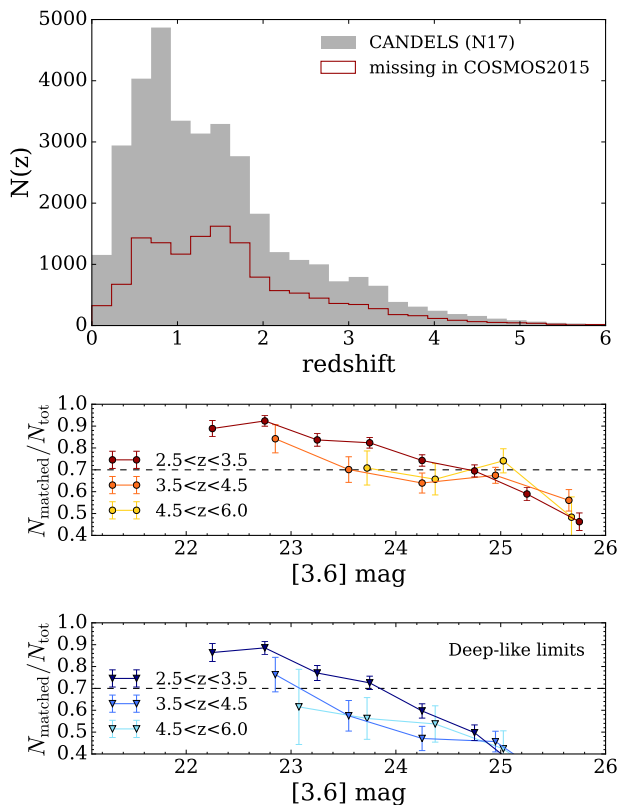 5000
4000
3000
2000
1000
0
N(z)
CANDELS (N17)
missing in COSMOS2015
0 1 2 3 4 5 6
redshift
1.0
0.9
0.8
0.7
0.6
0.5
0.4
N_matched/N_tot
2.5<z<3.5
3.5<z<4.5
4.5<z<6.0
22 23 24 25 26
[3.6] mag
1.0
0.9
0.8
0.7
0.6
0.5
0.4
N_matched/N_tot
Deep-like limits
2.5<z<3.5
3.5<z<4.5
4.5<z<6.0
22 23 24 25 26
[3.6] mag